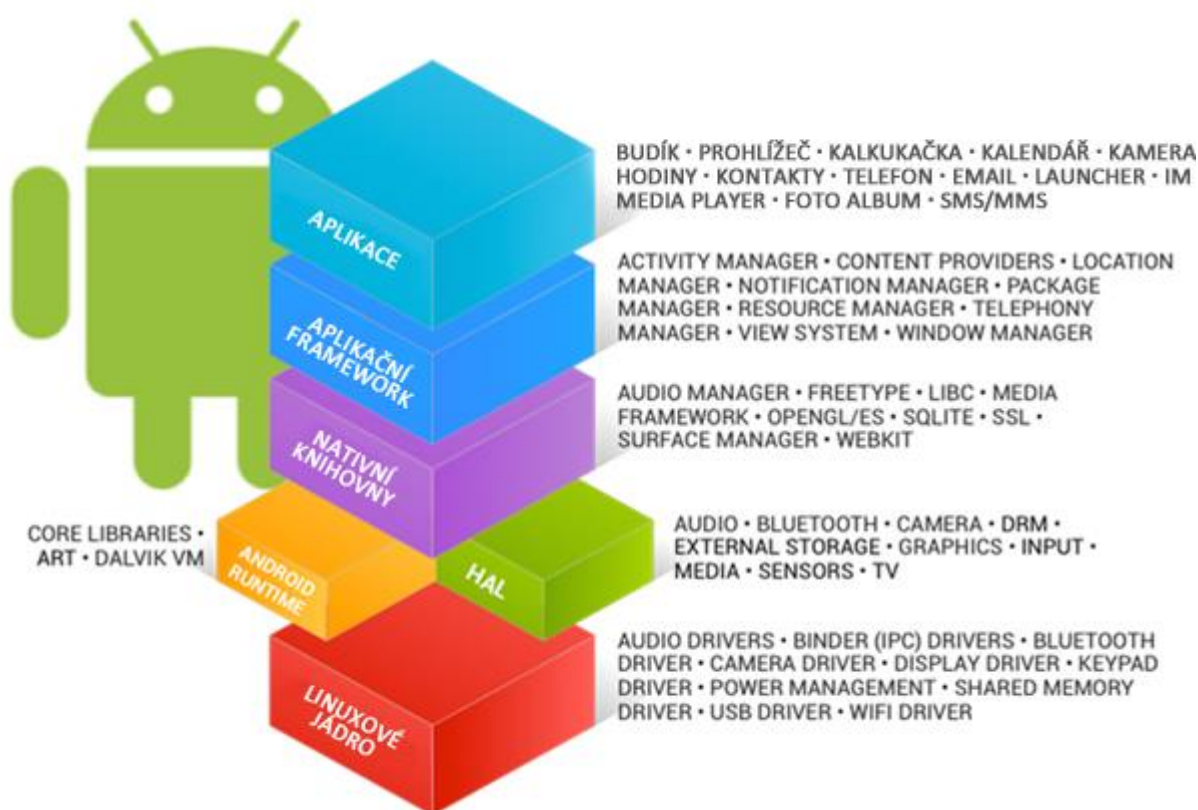 BUDÍK • PROHLÍŽEČ • KALKUKAČKA • KALENDÁŘ • KAMERA
HODINY • KONTAKTY • TELEFON • EMAIL • LAUNCHER • IM
MEDIA PLAYER • FOTO ALBUM • SMS/MMS
APLIKACE
ACTIVITY MANAGER • CONTENT PROVIDERS • LOCATION
MANAGER • NOTIFICATION MANAGER • PACKAGE
MANAGER • RESOURCE MANAGER • TELEPHONY
MANAGER • VIEW SYSTEM • WINDOW MANAGER
APLIKAČNÍ
FRAMEWORK
AUDIO MANAGER • FREETYPE • LIBC • MEDIA
FRAMEWORK • OPENGL/ES • SQLITE • SSL •
SURFACE MANAGER • WEBKIT
NATIVNÍ
KNIHOVNY
CORE LIBRARIES •
ART • DALVIK VM
ANDROID
RUNTIME
HAL
AUDIO • BLUETOOTH • CAMERA • DRM •
EXTERNAL STORAGE • GRAPHICS • INPUT •
MEDIA • SENSORS • TV
AUDIO DRIVERS • BINDER (IPC) DRIVERS • BLUETOOTH
DRIVER • CAMERA DRIVER • DISPLAY DRIVER • KEYPAD
DRIVER • POWER MANAGEMENT • SHARED MEMORY
DRIVER • USB DRIVER • WIFI DRIVER
LINUXOVÉ
JÁDRO